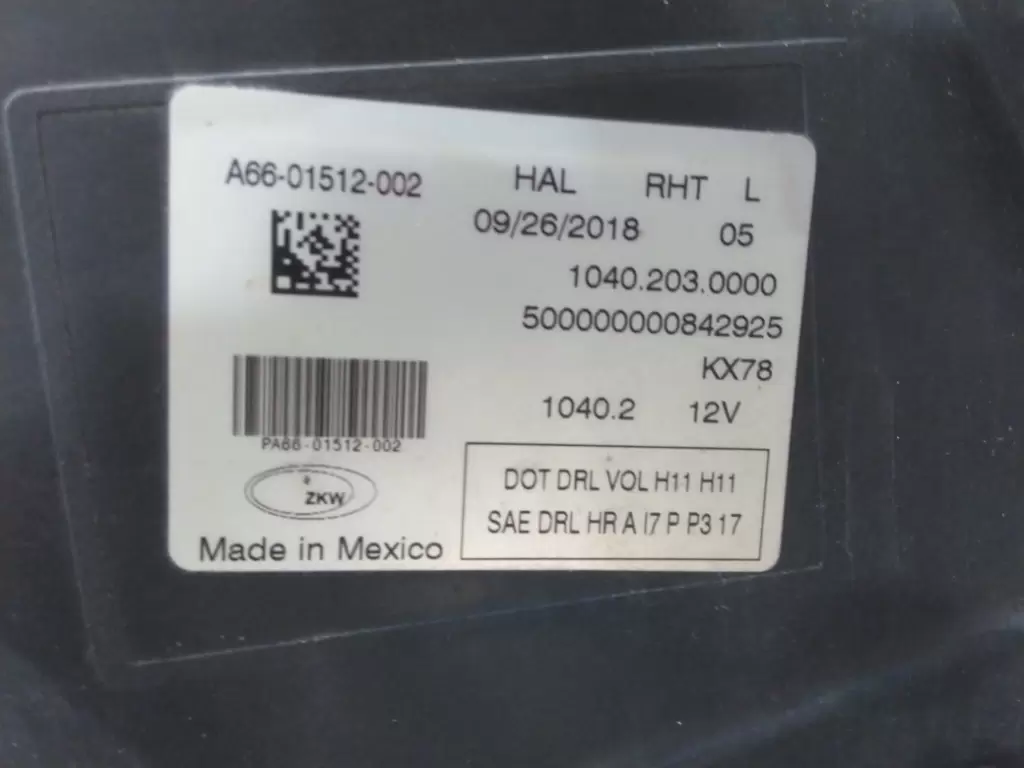 A66-01512-002 HAL RHT L
09/26/2018 05
1040.203.0000
500000000842925
KX78
1040.2 12V
PA66-01512-002
ZKW
Made in Mexico
DOT DRL VOL H11 H11
SAE DRL HR A I7 P P3 17